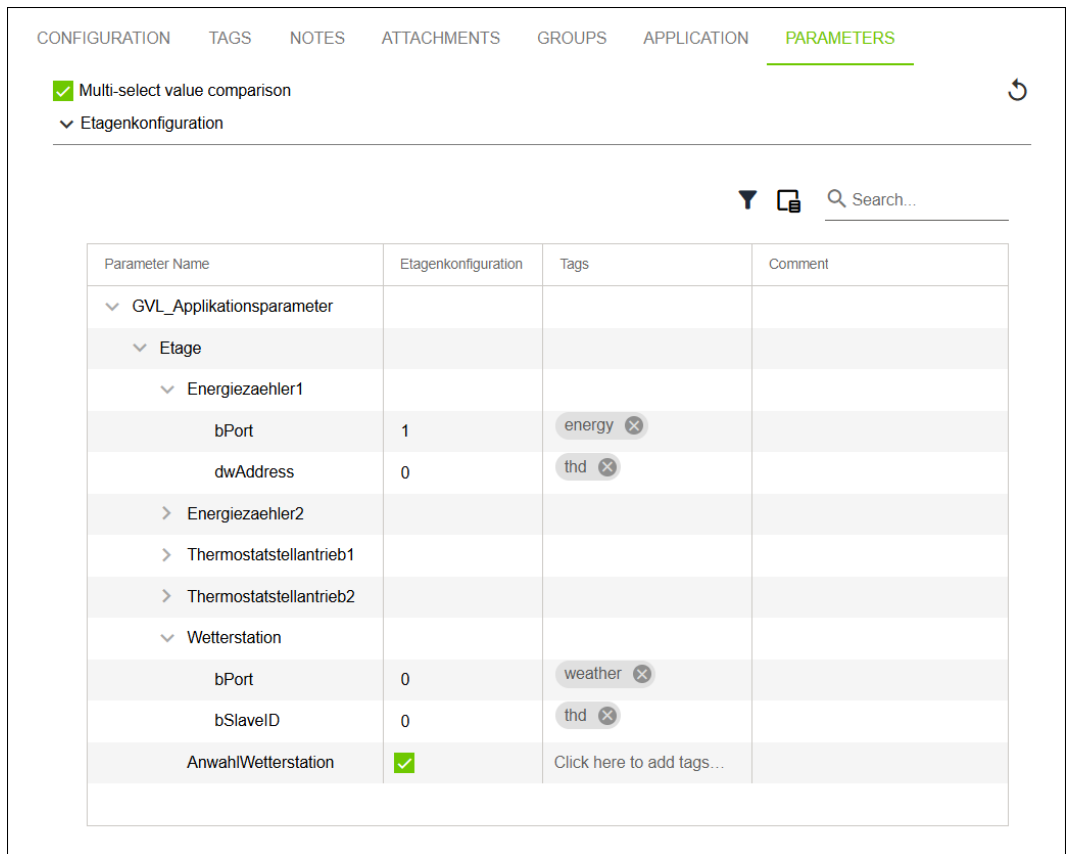 CONFIGURATION TAGS NOTES ATTACHMENTS GROUPS APPLICATION PARAMETERS
Multi-select value comparison
Etagenkonfiguration
Search...
Parameter Name Etagenkonfiguration Tags Comment
GVL_Applikationsparameter
Etage
Energiezaehler1
bPort 1 energy
dwAddress 0 thd
Energiezaehler2
Thermostatstellantrieb1
Thermostatstellantrieb2
Wetterstation
bPort 0 weather
bSlaveID 0 thd
AnwahlWetterstation Click here to add tags...